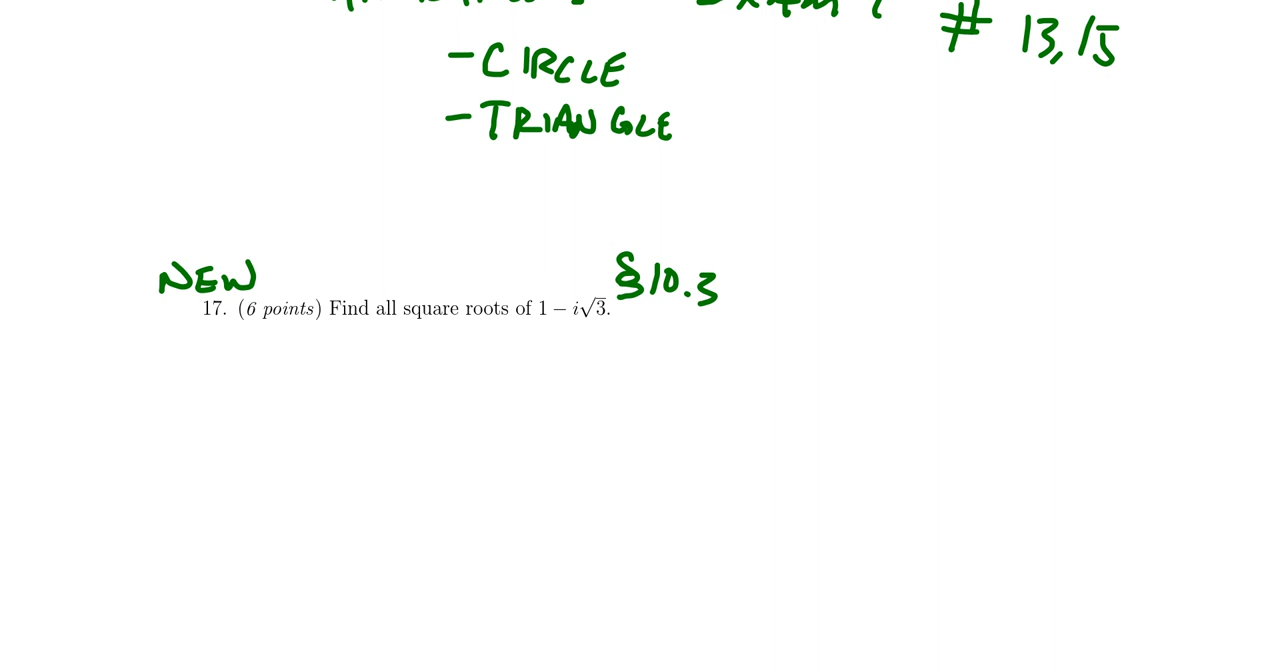 # 13, 15
- CIRCLE
- TRIANGLE
NEW §10.3
17. (6 points) Find all square roots of 1 − i√3.